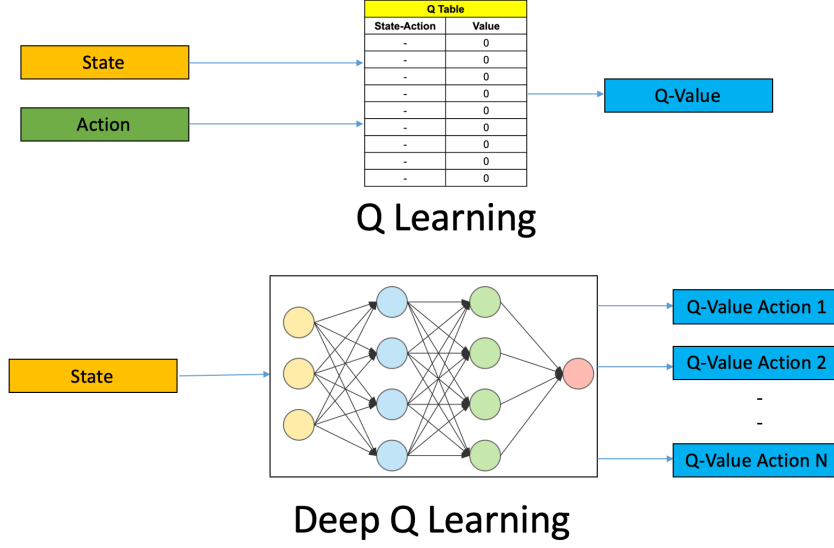 Q Table
State-Action Value
- 0
- 0
- 0
- 0
- 0
- 0
- 0
- 0
- 0
State
Action
Q-Value
Q Learning
State
Q-Value Action 1
Q-Value Action 2
-
-
Q-Value Action N
Deep Q Learning